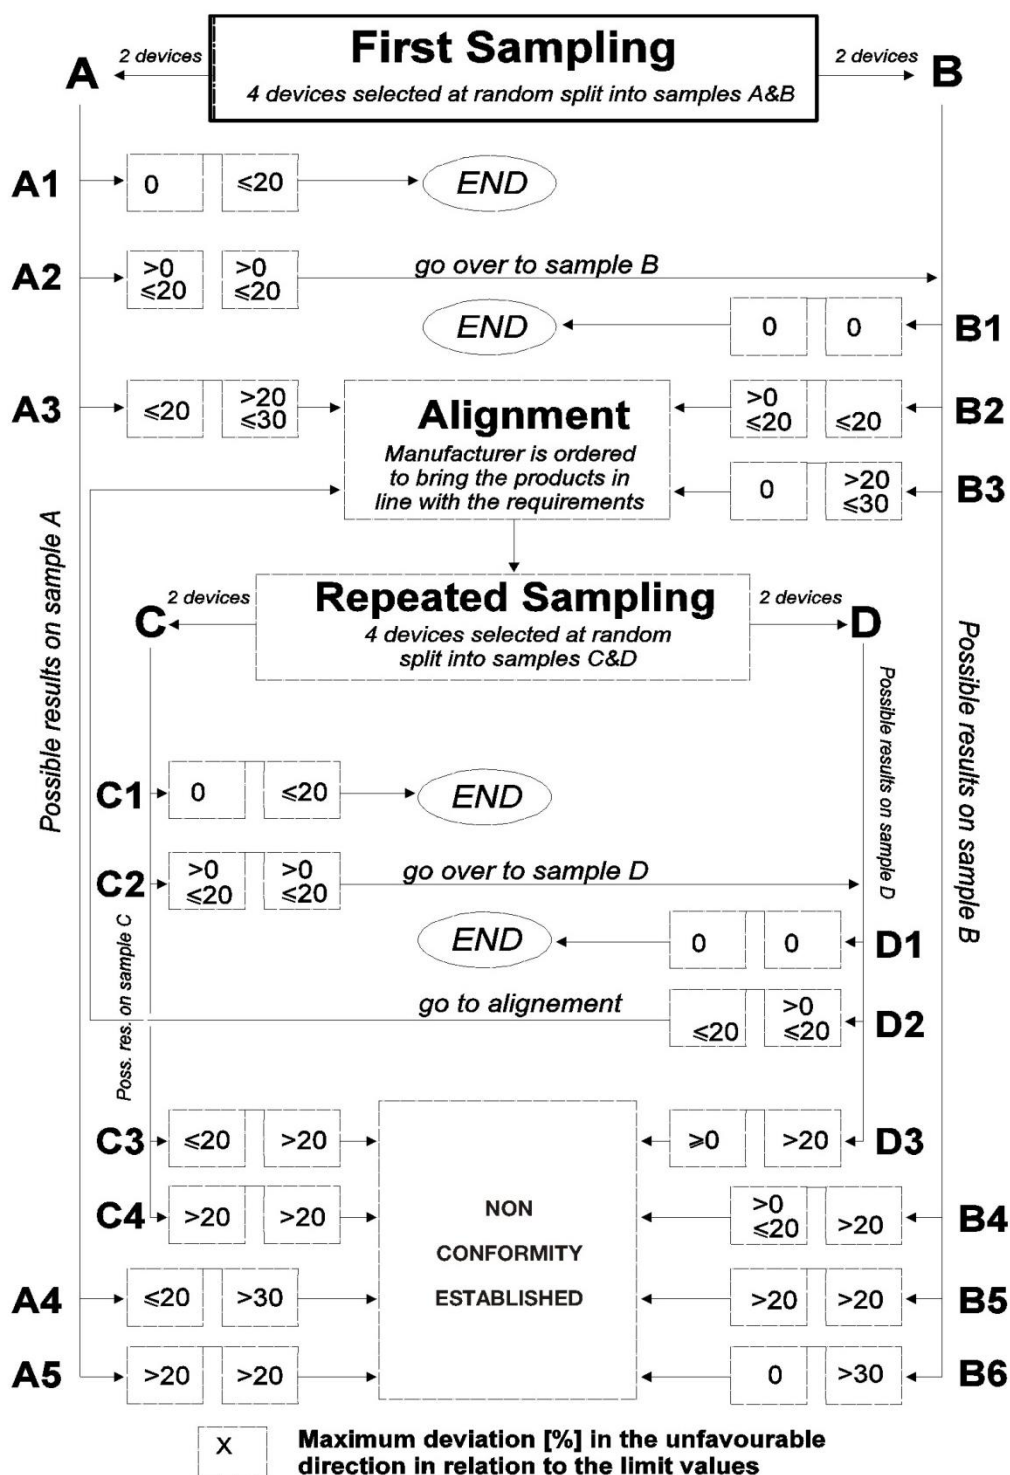 First Sampling
4 devices selected at random split into samples A&B
A
2 devices
2 devices
B
A1
0
≤20
END
A2
>0
≤20
>0
≤20
go over to sample B
END
0
0
B1
A3
≤20
>20
≤30
Alignment
Manufacturer is ordered
to bring the products in
line with the requirements
>0
≤20
≤20
B2
0
>20
≤30
B3
C
2 devices
Repeated Sampling
4 devices selected at random
split into samples C&D
2 devices
D
Possible results on sample A
Possible results on sample D
Possible results on sample B
C1
0
≤20
END
C2
>0
≤20
>0
≤20
go over to sample D
Poss. res. on sample C
END
0
0
D1
go to alignement
≤20
>0
≤20
D2
C3
≤20
>20
≥0
>20
D3
C4
>20
>20
NON
CONFORMITY
ESTABLISHED
>0
≤20
>20
B4
A4
≤20
>30
>20
>20
B5
A5
>20
>20
0
>30
B6
X
Maximum deviation [%] in the unfavourable
direction in relation to the limit values